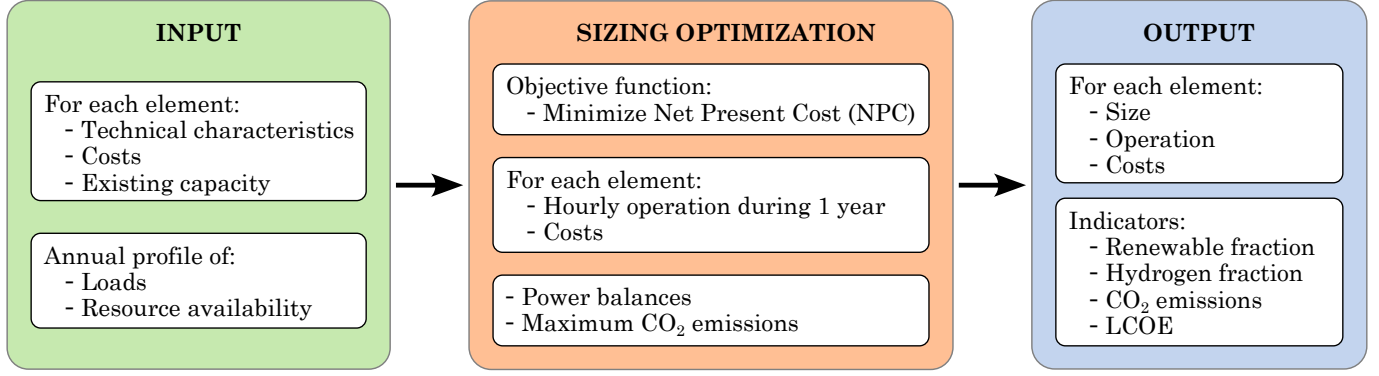 INPUT
For each element:
- Technical characteristics
- Costs
- Existing capacity
Annual profile of:
- Loads
- Resource availability
SIZING OPTIMIZATION
Objective function:
- Minimize Net Present Cost (NPC)
For each element:
- Hourly operation during 1 year
- Costs
- Power balances
- Maximum CO₂ emissions
OUTPUT
For each element:
- Size
- Operation
- Costs
Indicators:
- Renewable fraction
- Hydrogen fraction
- CO₂ emissions
- LCOE